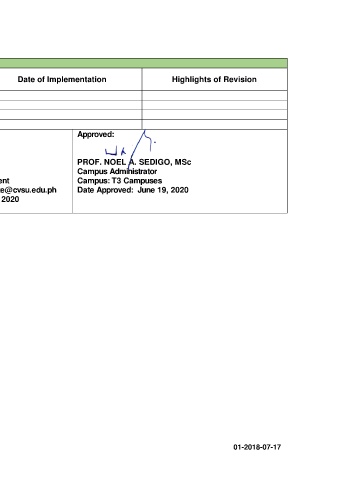 Date of Implementation
Highlights of Revision
Approved:
PROF. NOEL A. SEDIGO, MSc
ent
Campus Administrator
e@cvsu.edu.ph
Campus: T3 Campuses
2020
Date Approved: June 19, 2020
01-2018-07-17